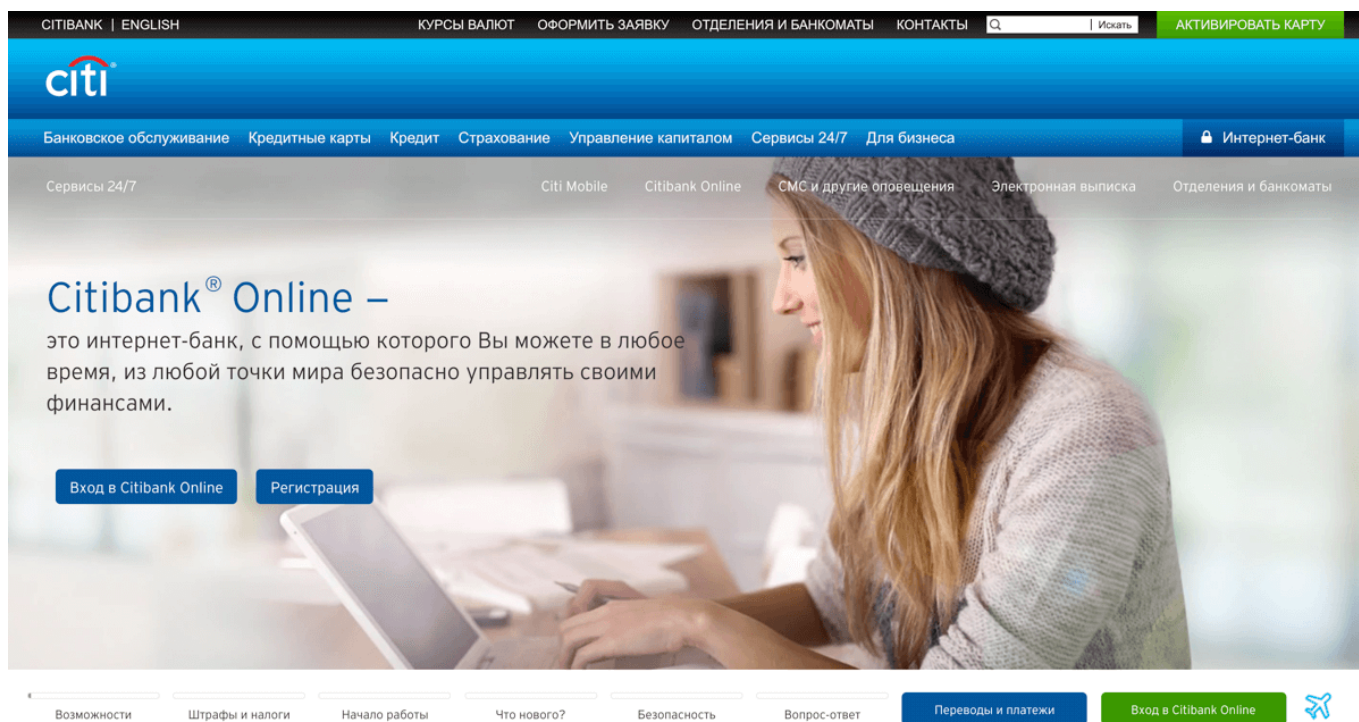 CITIBANK | ENGLISH
КУРСЫ ВАЛЮТ ОФОРМИТЬ ЗАЯВКУ ОТДЕЛЕНИЯ И БАНКОМАТЫ КОНТАКТЫ Искать АКТИВИРОВАТЬ КАРТУ
citi®
Банковское обслуживание Кредитные карты Кредит Страхование Управление капиталом Сервисы 24/7 Для бизнеса Интернет-банк
Сервисы 24/7 Citi Mobile Citibank Online СМС и другие оповещения Электронная выписка Отделения и банкоматы
Citibank® Online –
это интернет-банк, с помощью которого Вы можете в любое
время, из любой точки мира безопасно управлять своими
финансами.
Вход в Citibank Online Регистрация
Возможности Штрафы и налоги Начало работы Что нового? Безопасность Вопрос-ответ Переводы и платежи Вход в Citibank Online